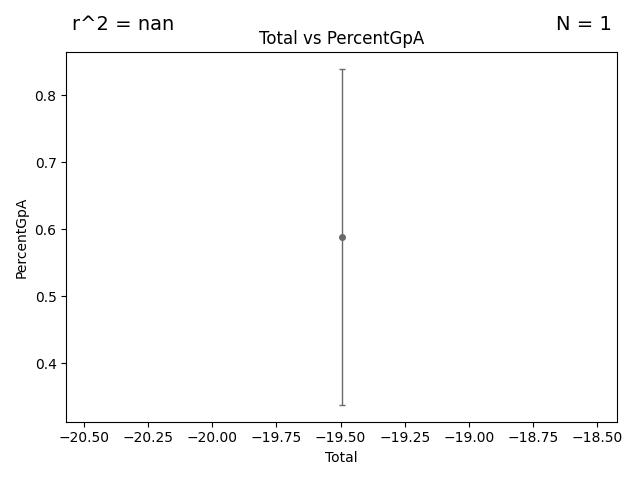 r^2 = nan
N = 1
Total vs PercentGpA
PercentGpA
0.8
0.7
0.6
0.5
0.4
−20.50 −20.25 −20.00 −19.75 −19.50 −19.25 −19.00 −18.75 −18.50
Total